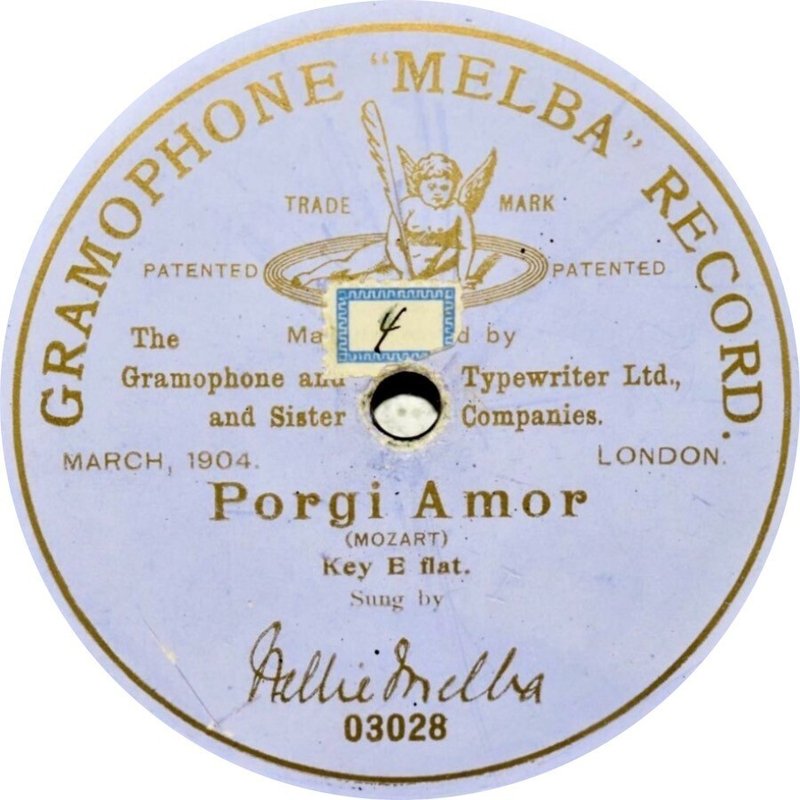 GRAMOPHONE "MELBA" RECORD.
TRADE MARK
PATENTED PATENTED
4
The by
Gramophone and Typewriter Ltd.,
and Sister Companies.
MARCH, 1904. LONDON.
Porgi Amor
(MOZART)
Key E flat.
Sung by
Nellie Melba
03028